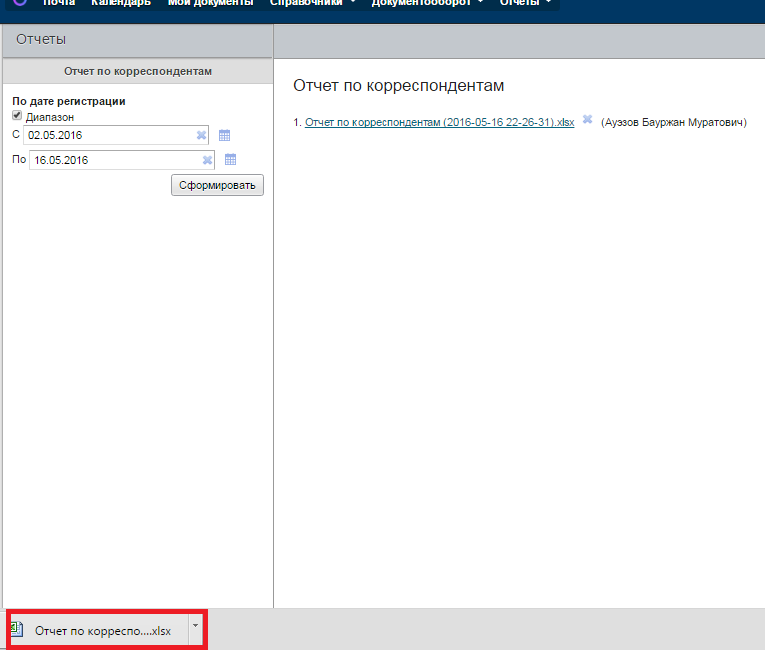 Почта Календарь Мои документы Справочники Документооборот Отчеты
Отчеты
Отчет по корреспондентам
По дате регистрации
Диапазон
С 02.05.2016
По 16.05.2016
Сформировать
Отчет по корреспондентам
1. Отчет по корреспондентам (2016-05-16 22-26-31).xlsx (Ауэзов Бауржан Муратович)
Отчет по корреспо....xlsx